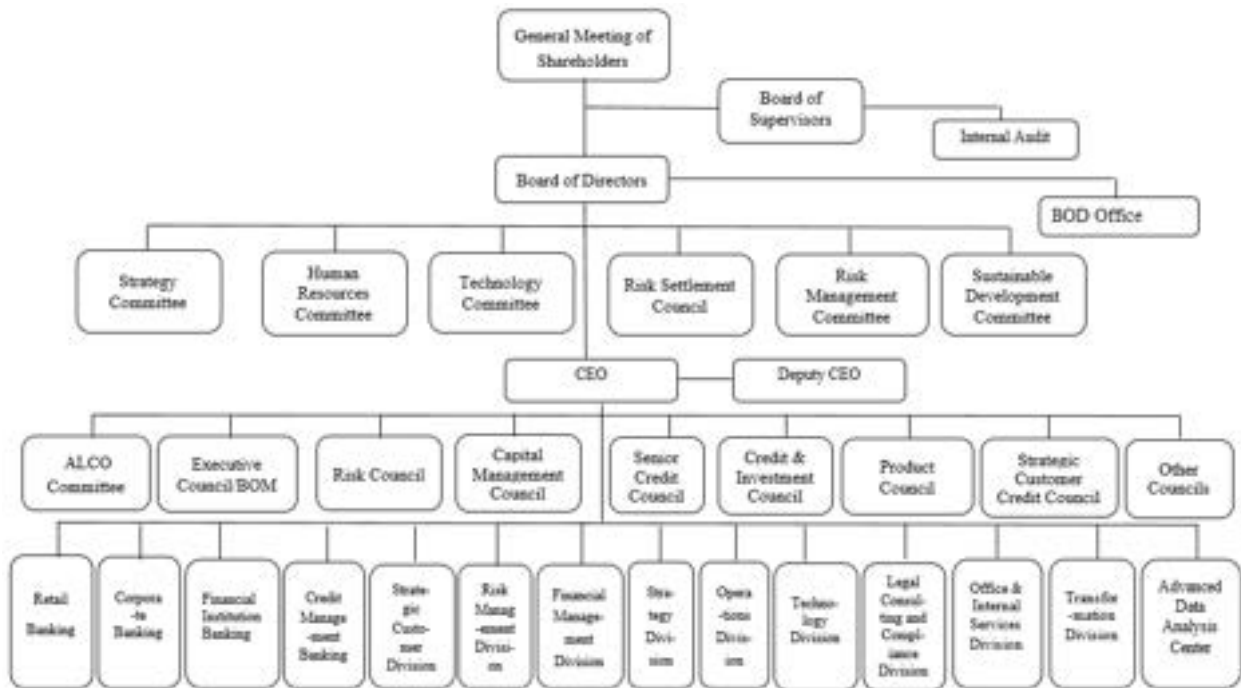 General Meeting of
Shareholders
Board of
Supervisors
Internal Audit
Board of Directors
BOD Office
Strategy
Committee
Human
Resources
Committee
Technology
Committee
Risk Settlement
Council
Risk
Management
Committee
Sustainable
Development
Committee
CEO
Deputy CEO
ALCO
Committee
Executive
Council/BOM
Risk Council
Capital
Management
Council
Senior
Credit
Council
Credit &
Investment
Council
Product
Council
Strategic
Customer
Credit Council
Other
Councils
Retail
Banking
Corpora
-te
Banking
Financial
Institution
Banking
Credit
Manage
-ment
Banking
Strate-
gic
Custo-
mer
Division
Risk
Manag
-ement
Divisi-
on
Financial
Manage-
ment
Division
Stra-
tegy
Divi-
sion
Opera
-tions
Divis-
ion
Techno-
logy
Division
Legal
Consul-
ting and
Compl-
iance
Division
Office &
Internal
Services
Division
Transfor
-mation
Division
Advanced
Data
Analysis
Center